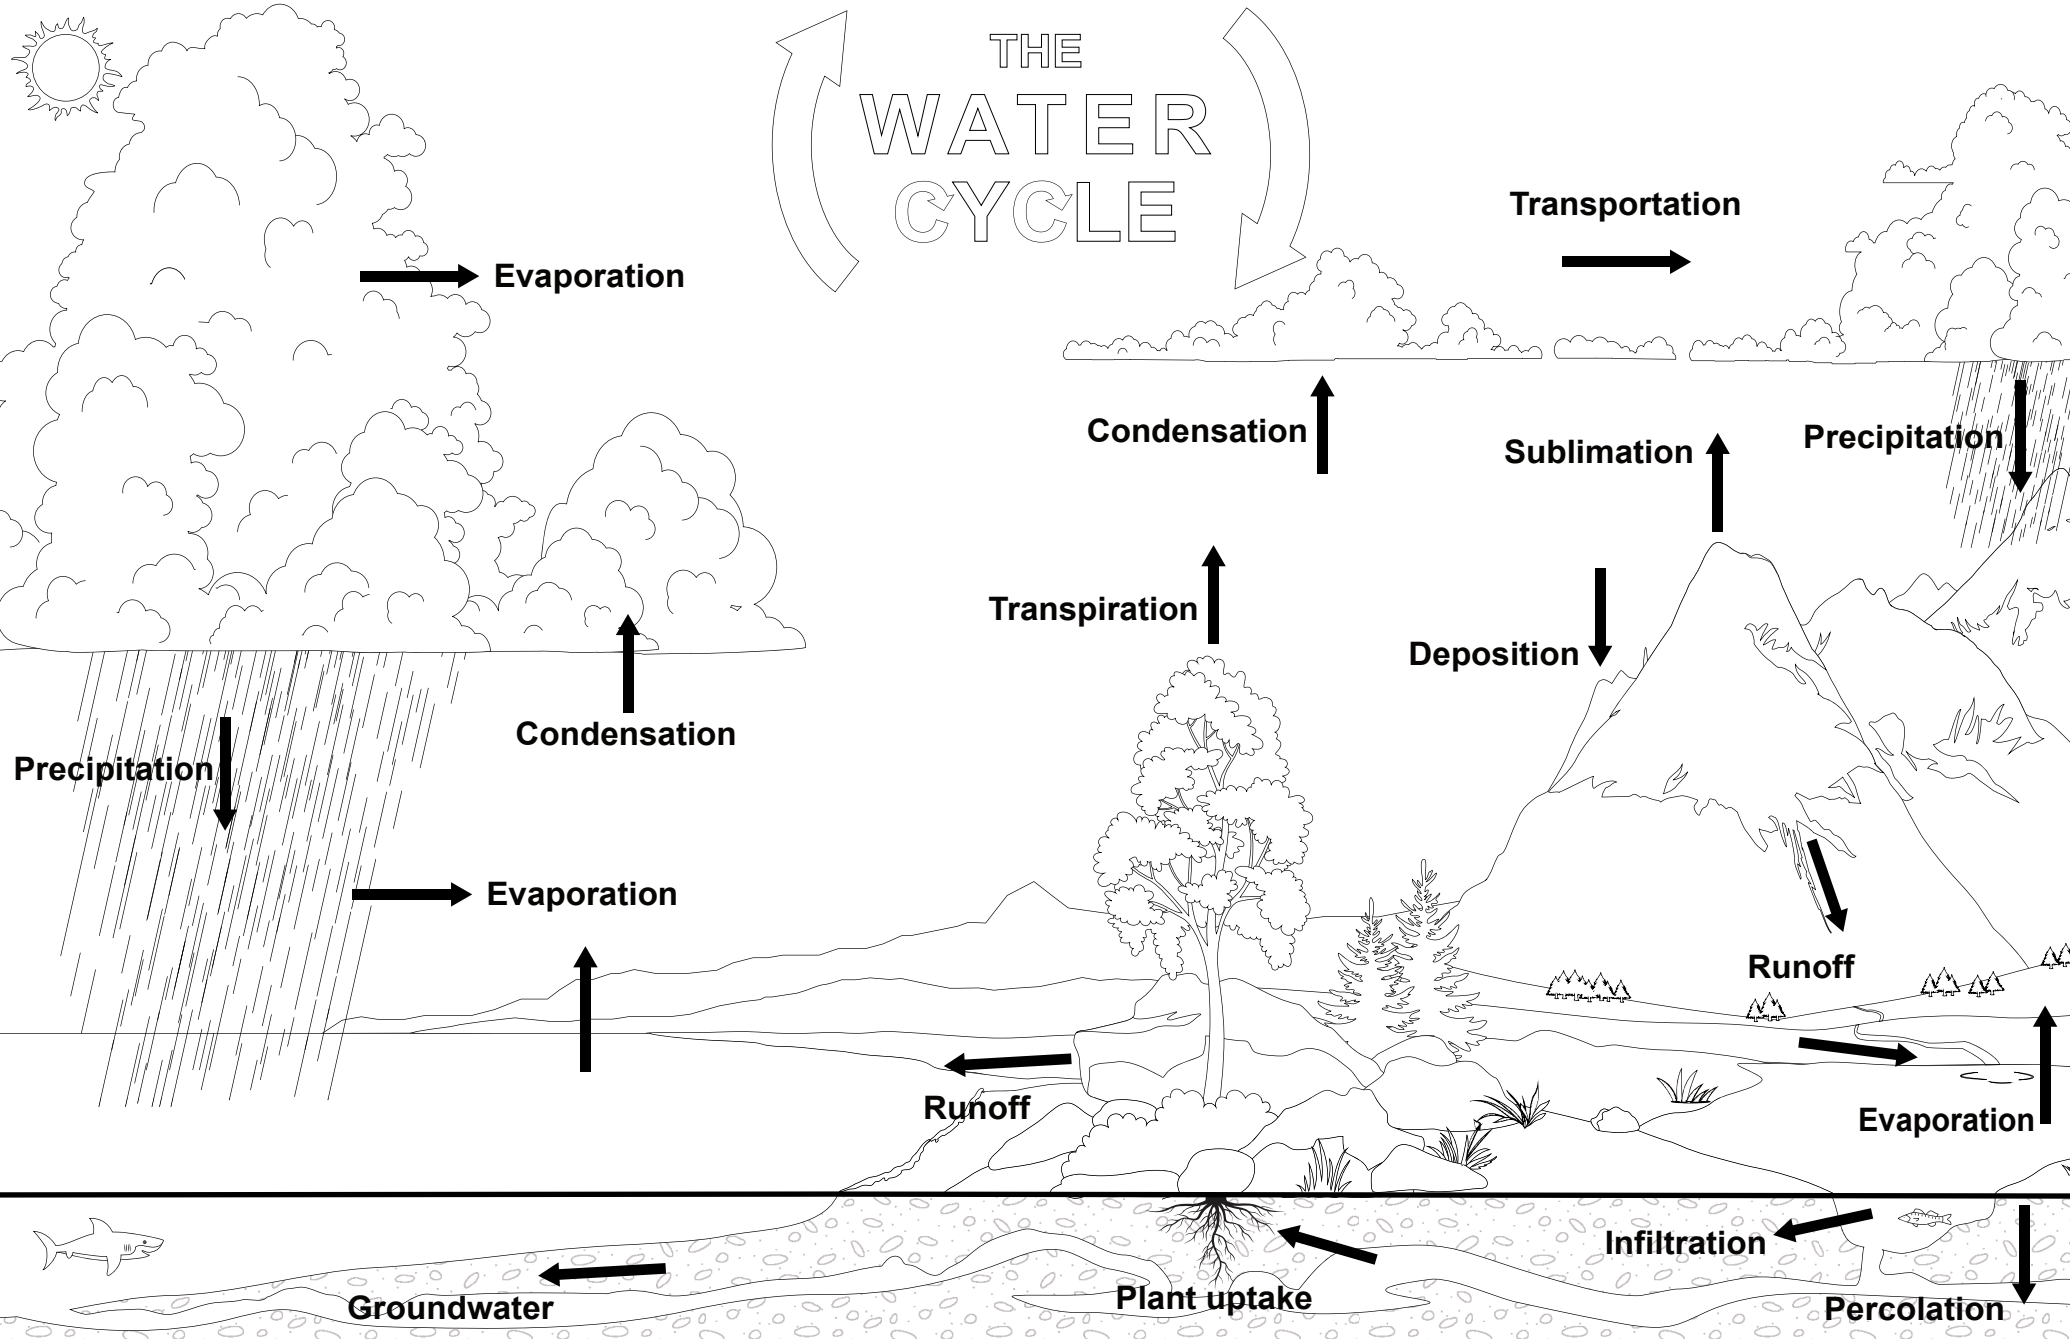 THE
WATER
CYCLE
Transportation
Evaporation
Condensation
Sublimation
Precipitation
Transpiration
Deposition
Condensation
Precipitation
Evaporation
Runoff
Runoff
Evaporation
Infiltration
Plant uptake
Groundwater
Percolation